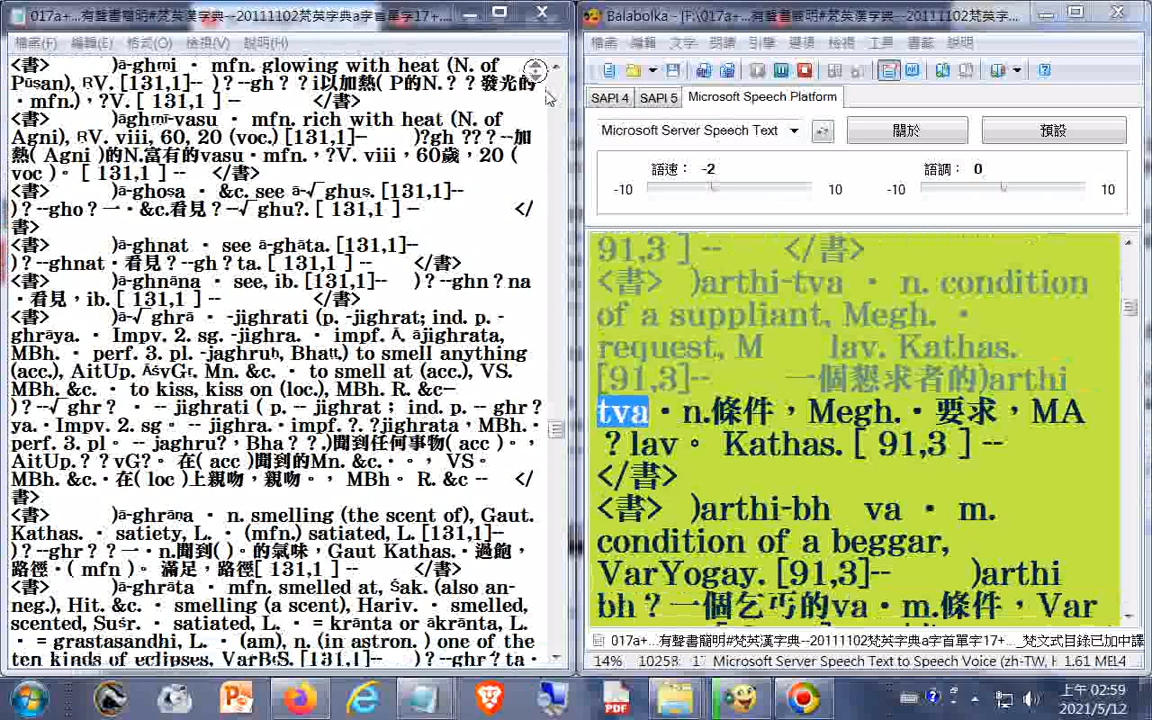 017a+...有聲書簡明#梵英漢字典--20111102梵英字典a字首單字17+...
檔案(F) 編輯(E) 格式(O) 檢視(V) 說明(H)
<書> )ā-ghṛṇi ‧ mfn. glowing with heat (N. of
Pūṣan), RV. [131,1]-- )？--gh？？i以加熱( P的N.？？發光的
‧mfn.)，?V. [ 131,1 ] -- </書>
<書> )āghṛṇī-vasu ‧ mfn. rich with heat (N. of
Agni), RV. viii, 60, 20 (voc.) [131,1]-- )?gh ???--加
熱( Agni )的N.富有的vasu‧mfn.，?V. viii，60歲，20 (
voc )。[ 131,1 ] -- </書>
<書> )ā-ghoṣa ‧ &c. see ā-√ghuṣ. [131,1]--
)？--gho？一‧&c.看見？--√ghu?. [ 131,1 ] -- </
書>
<書> )ā-ghnat ‧ see ā-ghāta. [131,1]--
)？--ghnat‧看見？--gh？ta. [ 131,1 ] -- </書>
<書> )ā-ghnāna ‧ see, ib. [131,1]-- )？--ghn？na
‧看見，ib. [ 131,1 ] -- </書>
<書> )ā-√ghrā ‧ -jighrati (p. -jighrat; ind. p. -
ghrāya. ‧ Impv. 2. sg. -jighra. ‧ impf. Ā. ājighrata,
MBh. ‧ perf. 3. pl. -jaghruḥ, Bhaṭṭ.) to smell anything
(acc.), AitUp. ĀśvGṛ. Mn. &c. ‧ to smell at (acc.), VS.
MBh. &c. ‧ to kiss, kiss on (loc.), MBh. R. &c--
)？--√ghr？‧ -- jighrati ( p. -- jighrat； ind. p. -- ghr？
ya.‧Impv. 2. sg。-- jighra.‧impf.？.?jighrata，
MBh.‧perf. 3. pl。-- jaghru?，Bha？？.)聞到任何事物( acc )。，
AitUp.？？vG?。在( acc )聞到的Mn. &c.‧。，VS。
MBh. &c.‧在( loc )上親吻，親吻。，MBh。R. &c -- </
書>
<書> )ā-ghrāṇa ‧ n. smelling (the scent of), Gaut.
Kathas. ‧ satiety, L. ‧ (mfn.) satiated, L. [131,1]--
)？--ghr？？一‧n.聞到( )。的氣味，Gaut Kathas.‧過飽，
路徑‧( mfn )。滿足，路徑[ 131,1 ] -- </書>
<書> )ā-ghrāta ‧ mfn. smelled at, Śak. (also an-
neg.), Hit. &c. ‧ smelling (a scent), Hariv. ‧ smelled,
scented, Suśr. ‧ satiated, L. ‧ = krānta or ākrānta, L.
‧ = grastasandhi, L. ‧ (am), n. (in astron.) one of the
ten kinds of eclipses, VarBṛS. [131,1]-- )？--ghr？ta‧
Balabolka - [F:\017a+...有聲書簡明#梵英漢字典--20111102梵英字...
檔案 編輯 文字 朗讀 引擎 選項 檢視 工具 書籤 說明
SAPI 4 SAPI 5 Microsoft Speech Platform
Microsoft Server Speech Text 關於 預設
語速： -2 語調： 0
-10 10 -10 10
91,3 ] -- </書>
<書> )arthi-tva ‧ n. condition
of a suppliant, Megh. ‧
request, M lav. Kathas.
[91,3]-- 一個懇求者的)arthi
tva‧n.條件，Megh.‧要求，MA
？lav。Kathas. [ 91,3 ] --
</書>
<書> )arthi-bh va ‧ m.
condition of a beggar,
VarYogay. [91,3]-- )arthi
bh？一個乞丐的va‧m.條件，Var
017a+...有聲書簡明#梵英漢字典--20111102梵英字典a字首單字17+..._梵文式目錄已加中譯
14% 10258 Microsoft Server Speech Text to Speech Voice (zh-TW, H 1.61 MEL4
上午 02:59
2021/5/12